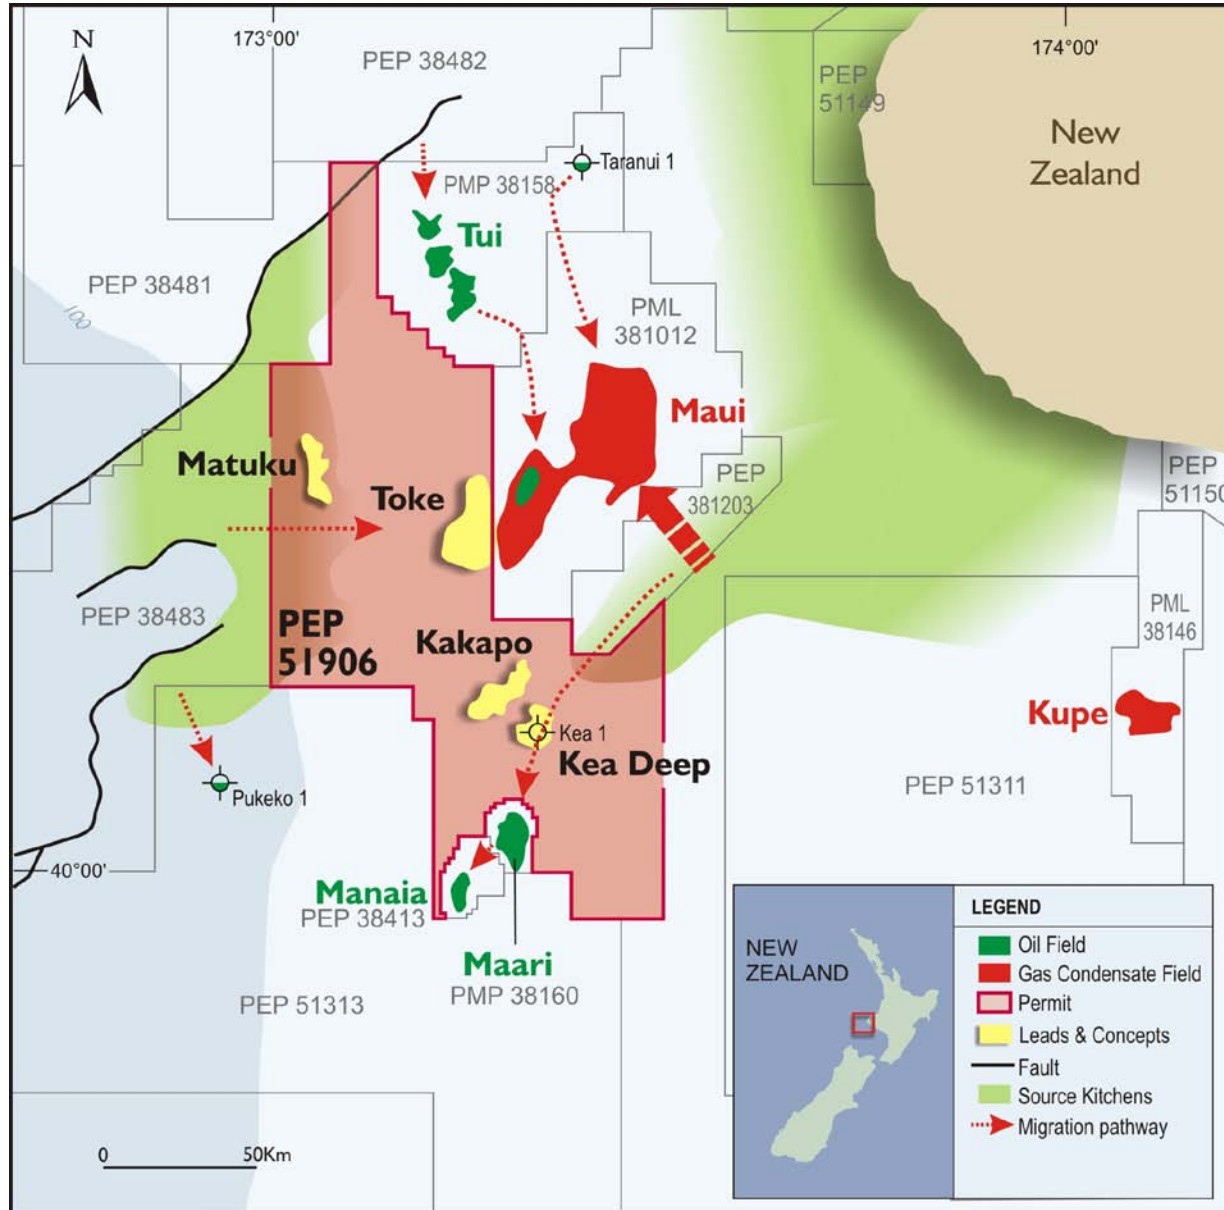 N
173°00'
174°00'
PEP 38482
PEP
51149
New
Zealand
Taranui 1
PMP 38158
Tui
PEP 38481
100
PML
381012
Maui
Matuku
Toke
PEP
381203
PEP
51150
PEP 38483
PEP
51906
Kakapo
PML
38146
Kea 1
Kea Deep
Kupe
Pukeko 1
PEP 51311
40°00'
Manaia
PEP 38413
Maari
PMP 38160
PEP 51313
0
50Km
NEW
ZEALAND
LEGEND
Oil Field
Gas Condensate Field
Permit
Leads & Concepts
Fault
Source Kitchens
Migration pathway